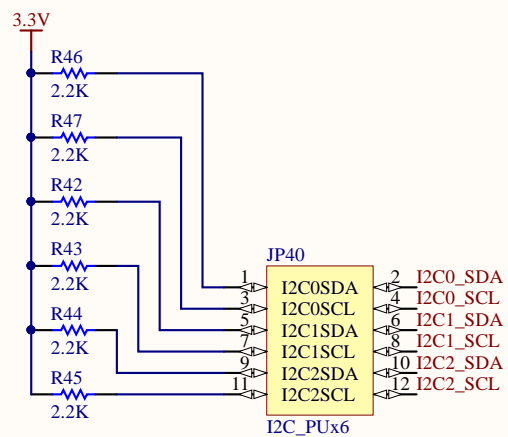 3.3V
R46
2.2K
R47
2.2K
R42
2.2K
R43
2.2K
R44
2.2K
R45
2.2K
JP40
1 I2C0SDA 2 I2C0_SDA
3 I2C0SCL 4 I2C0_SCL
5 I2C1SDA 6 I2C1_SDA
7 I2C1SCL 8 I2C1_SCL
9 I2C2SDA 10 I2C2_SDA
11 I2C2SCL 12 I2C2_SCL
I2C_PUx6